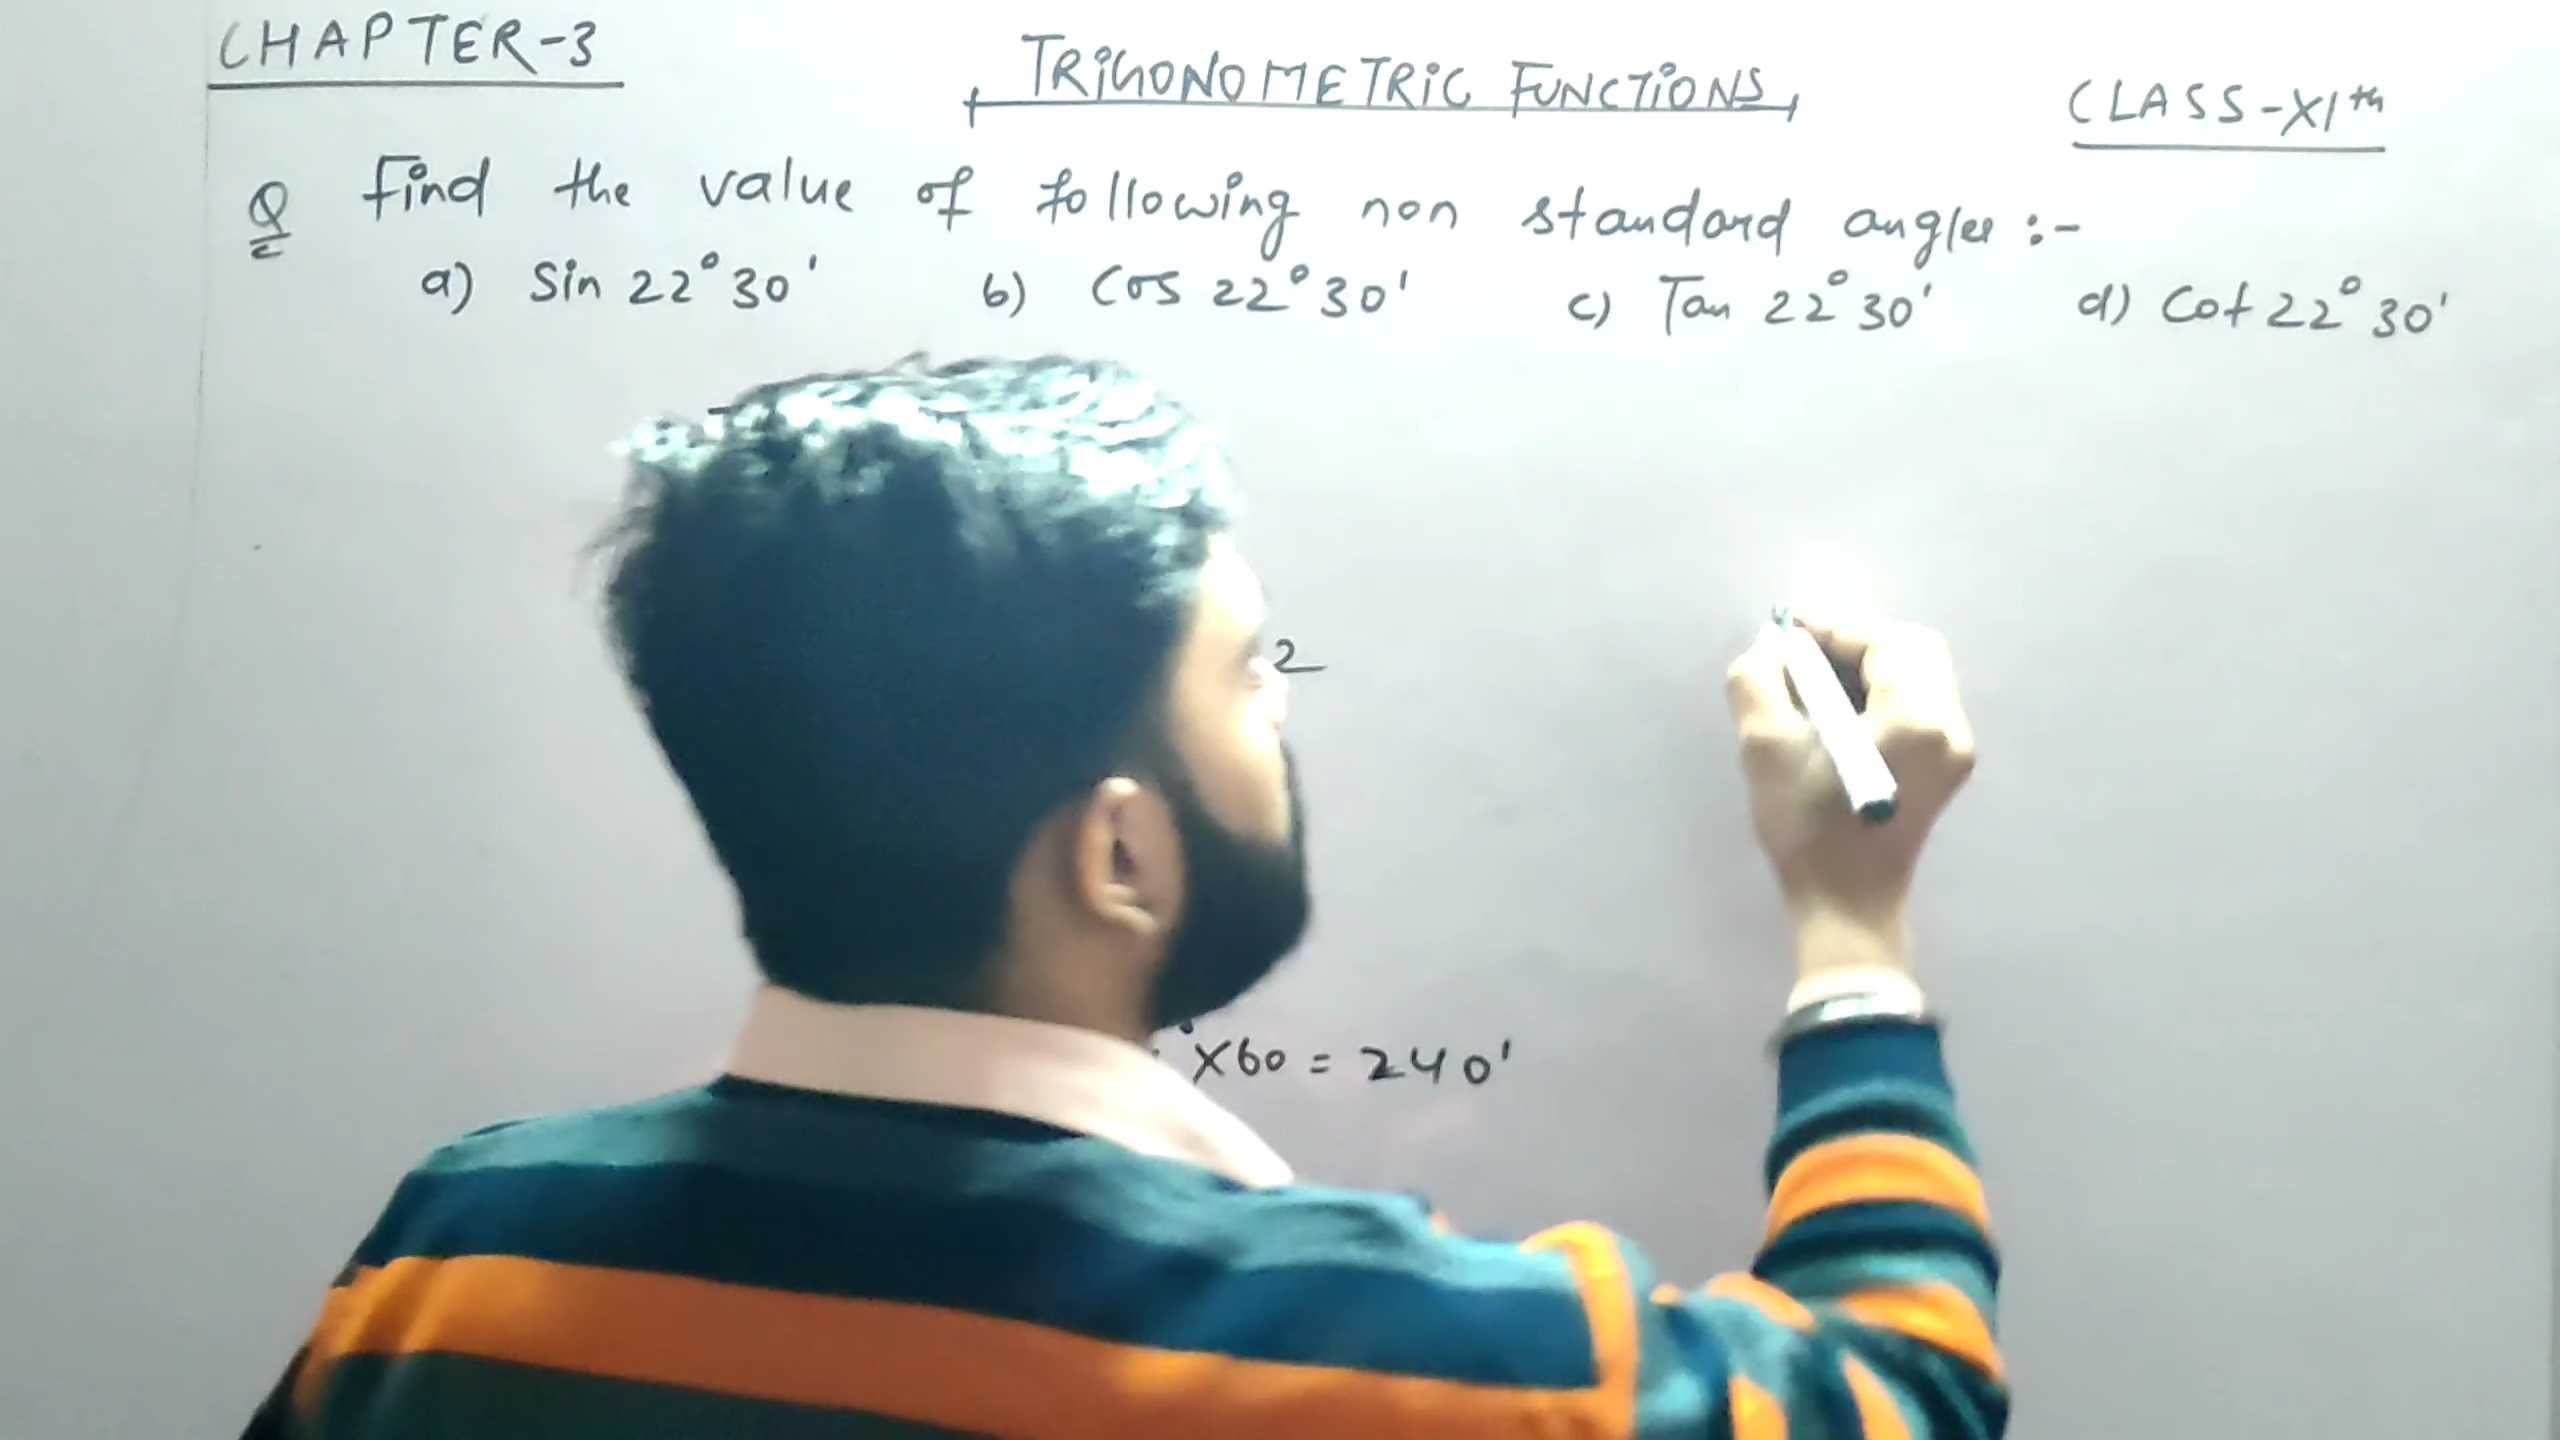 CHAPTER-3
TRIGONOMETRIC FUNCTIONS
CLASS-XIth
Q Find the value of following non standard angles :-
a) Sin 22°30' b) Cos 22°30' c) Tan 22°30' d) Cot 22°30'
2
X60 = 240'